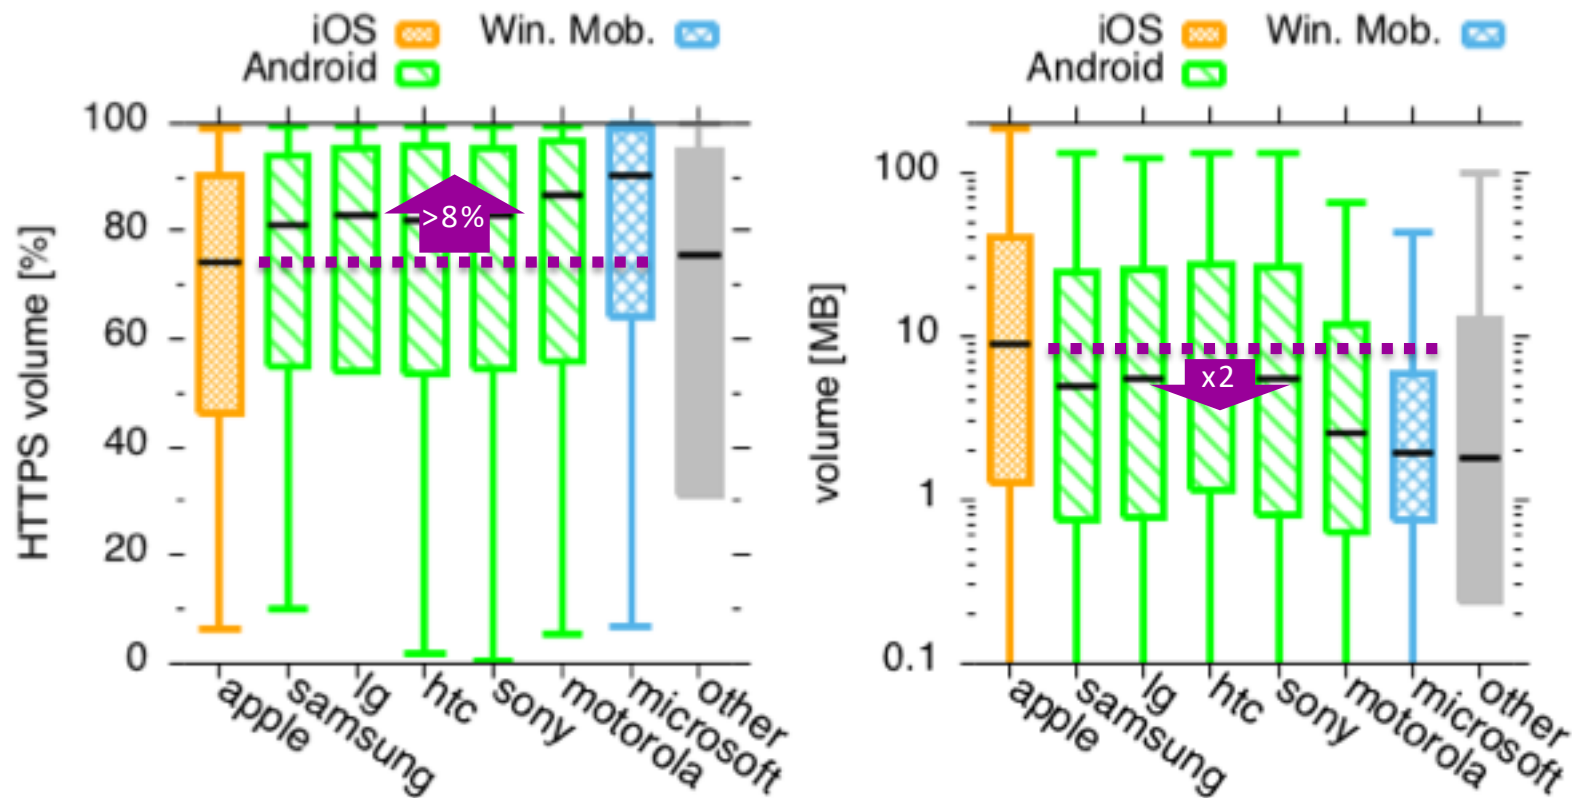 iOS
Win. Mob.
Android
100
80
60
40
20
0
HTTPS volume [%]
>8%
apple
samsung
lg
htc
sony
motorola
microsoft
other
iOS
Win. Mob.
Android
100
10
1
0.1
volume [MB]
x2
apple
samsung
lg
htc
sony
motorola
microsoft
other